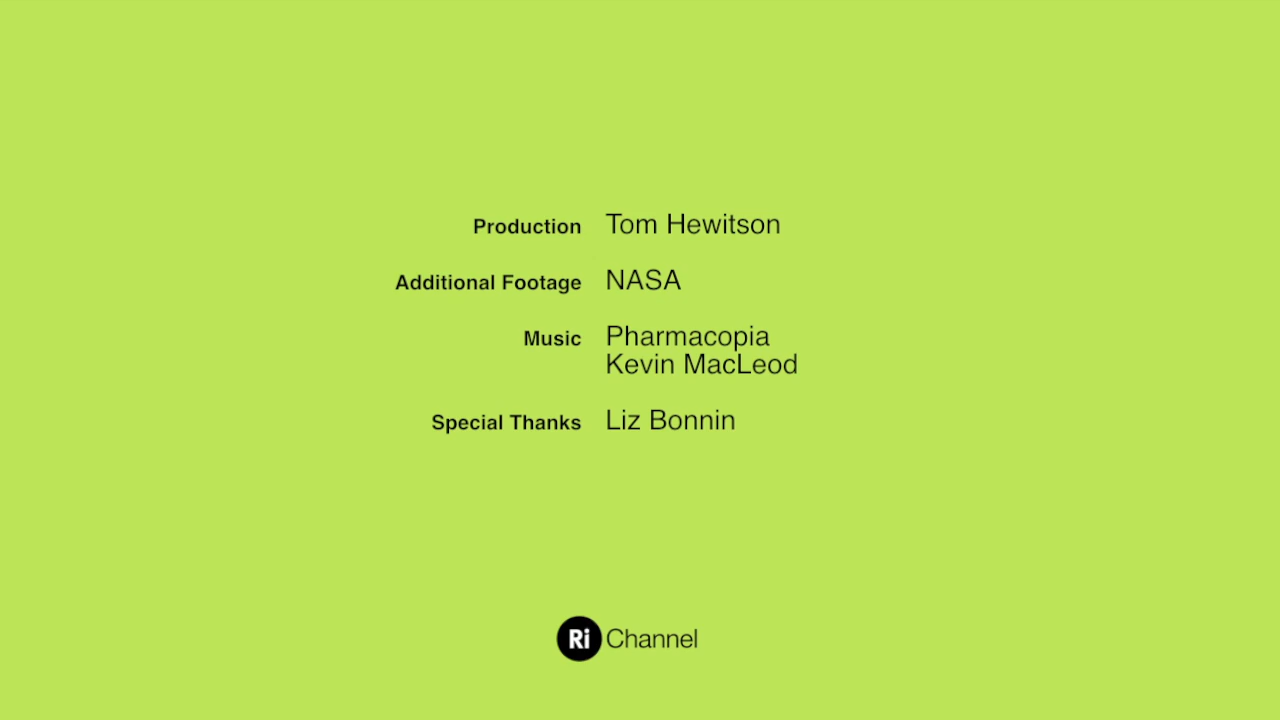 Production Tom Hewitson
Additional Footage NASA
Music Pharmacopia
Kevin MacLeod
Special Thanks Liz Bonnin
Ri Channel